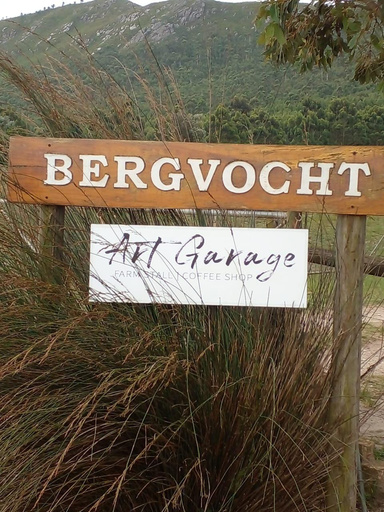 BERGVOCHT
Art Garage
FARM STALL | COFFEE SHOP